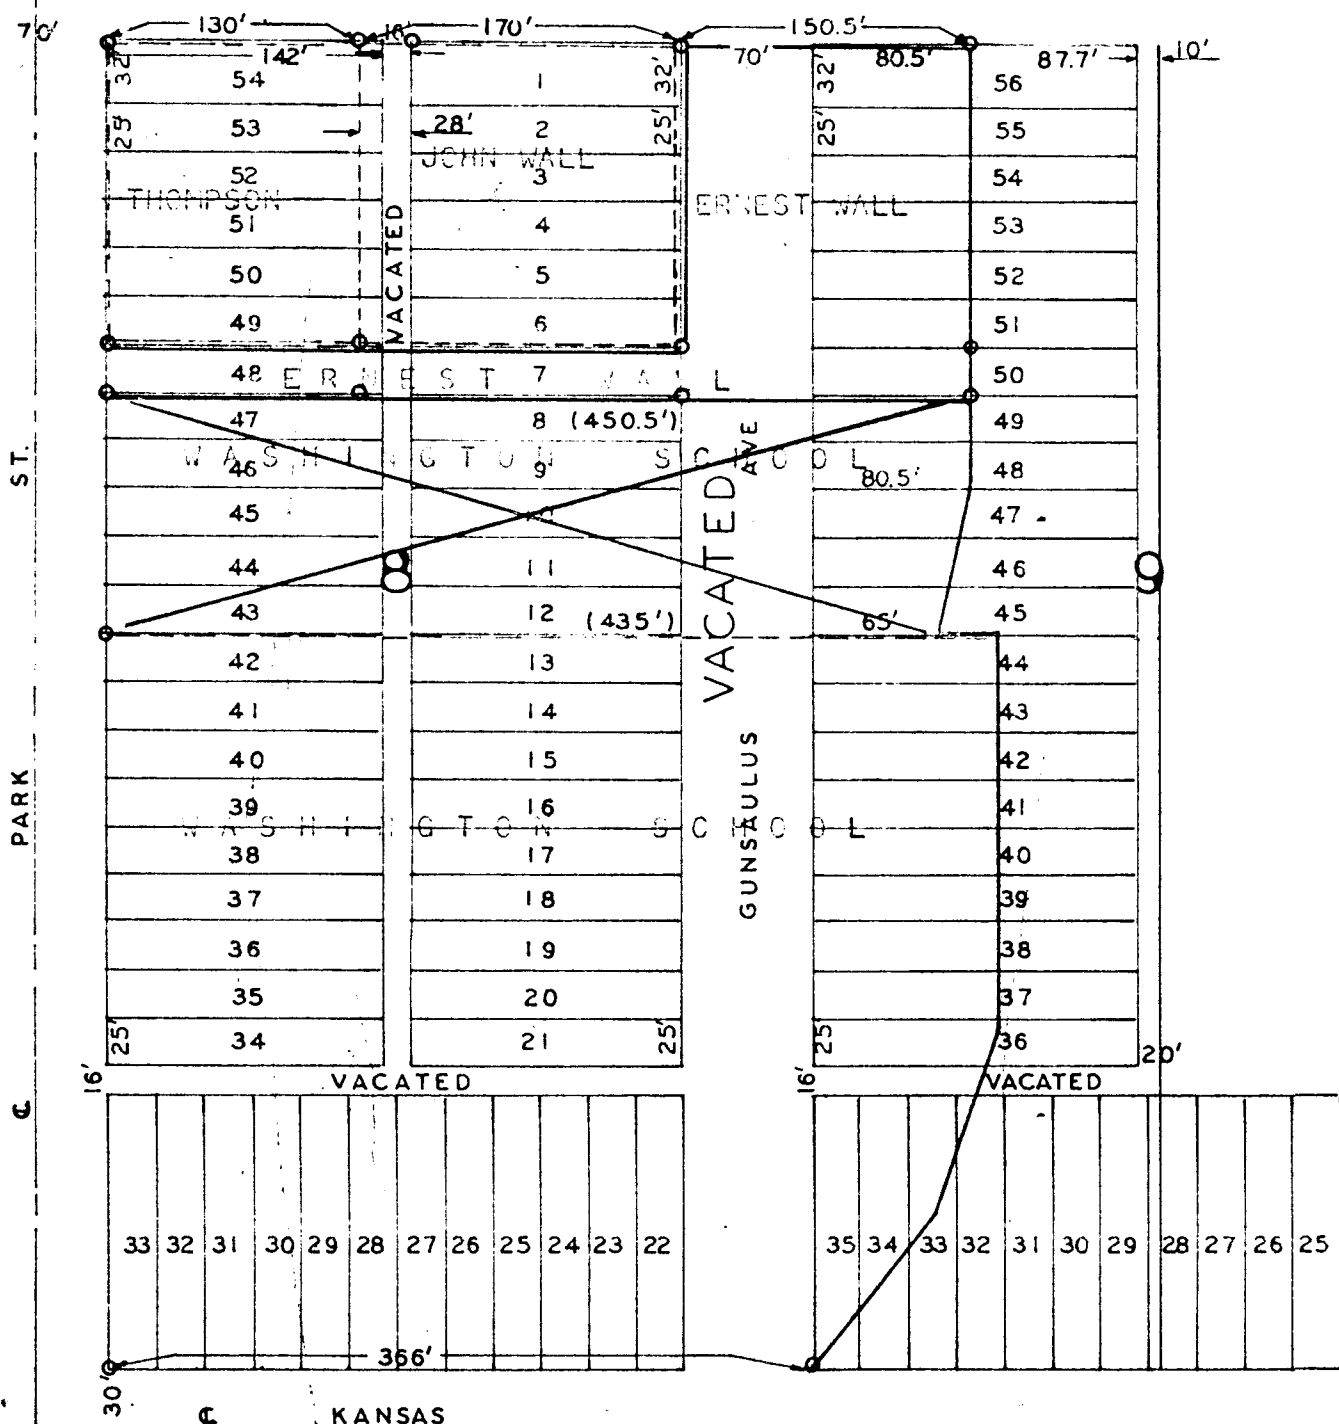 70' 130' 16' 170' 150.5'
142' 70' 80.5' 87.7' 10'
32' 54 1 32' 32' 56
25' 53 28' 2 25' 25' 55
JOHN WALL
52 3 54
THOMPSON ERNEST WALL
51 4 53
VACATED
50 5 52
49 6 51
48 7 50
ERNEST WALL
47 8 (450.5') 49
WASHINGTON SCHOOL
46 9 80.5' 48
45 10 47
44 11 46
8 9
43 12 (435') 65' 45
42 13 44
41 14 43
40 15 42
39 16 41
WASHINGTON SCHOOL
38 17 40
37 18 39
36 19 38
35 20 37
25' 34 25' 21 25' 36
VACATED
GUNSAULUS AVE
℄ PARK ST.
16' VACATED 16' VACATED 20'
33 32 31 30 29 28 27 26 25 24 23 22 35 34 33 32 31 30 29 28 27 26 25
366'
30' ℄ KANSAS